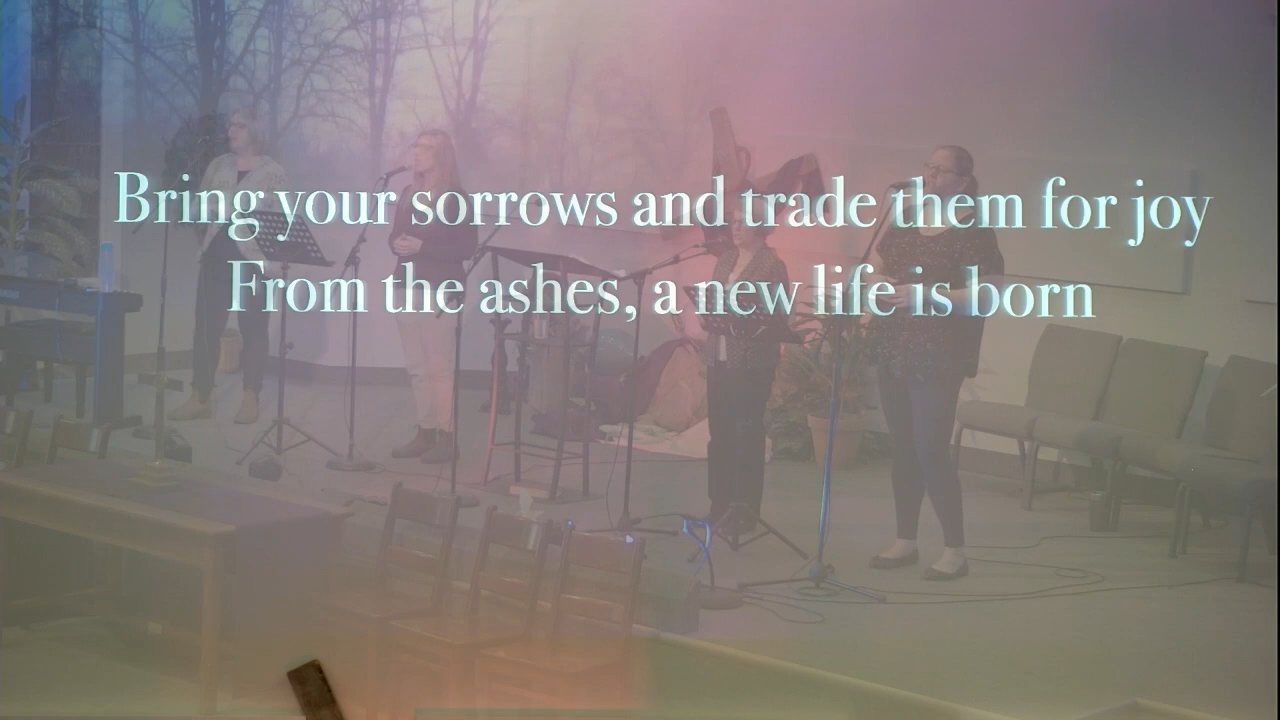 Bring your sorrows and trade them for joy
From the ashes, a new life is born